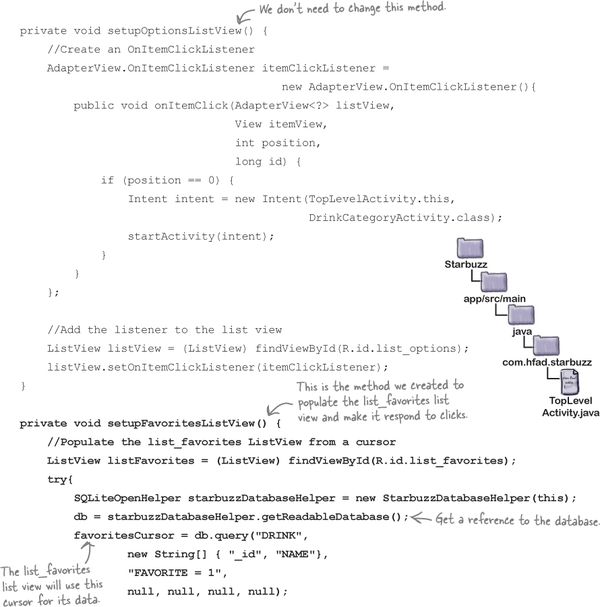 We don't need to change this method.
private void setupOptionsListView() {
//Create an OnItemClickListener
AdapterView.OnItemClickListener itemClickListener =
new AdapterView.OnItemClickListener(){
public void onItemClick(AdapterView<?> listView,
View itemView,
int position,
long id) {
if (position == 0) {
Intent intent = new Intent(TopLevelActivity.this,
DrinkCategoryActivity.class);
startActivity(intent);
}
}
};
Starbuzz
app/src/main
java
com.hfad.starbuzz
TopLevel
Activity.java
//Add the listener to the list view
ListView listView = (ListView) findViewById(R.id.list_options);
listView.setOnItemClickListener(itemClickListener);
}
This is the method we created to
populate the list_favorites list
view and make it respond to clicks.
private void setupFavoritesListView() {
//Populate the list_favorites ListView from a cursor
ListView listFavorites = (ListView) findViewById(R.id.list_favorites);
try{
SQLiteOpenHelper starbuzzDatabaseHelper = new StarbuzzDatabaseHelper(this);
db = starbuzzDatabaseHelper.getReadableDatabase();
Get a reference to the database.
favoritesCursor = db.query("DRINK",
new String[] { "_id", "NAME"},
"FAVORITE = 1",
null, null, null, null);
The list_favorites
list view will use this
cursor for its data.